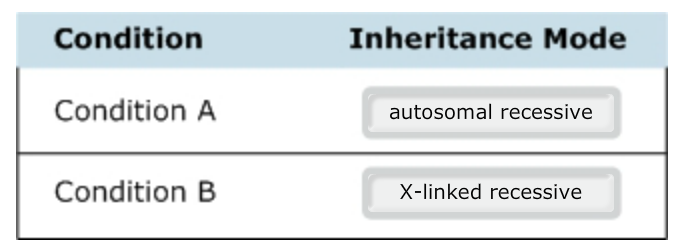 Condition Inheritance Mode
Condition A autosomal recessive
Condition B X-linked recessive